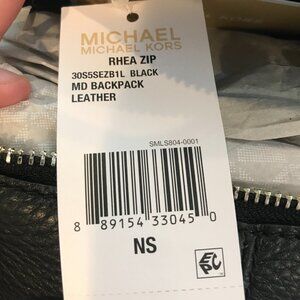 MICHAEL
MICHAEL KORS
RHEA ZIP
30S5SEZB1L BLACK
MD BACKPACK
LEATHER
SMLS804-0001
8 89154 33045 0
NS
EPC